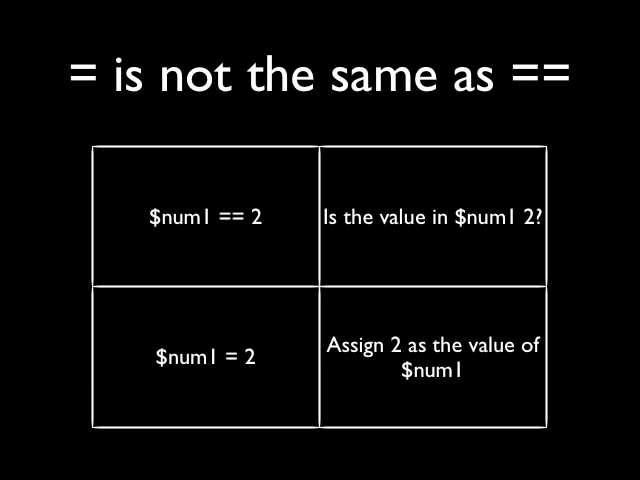 = is not the same as ==
$num1 == 2
Is the value in $num1 2?
$num1 = 2
Assign 2 as the value of
$num1